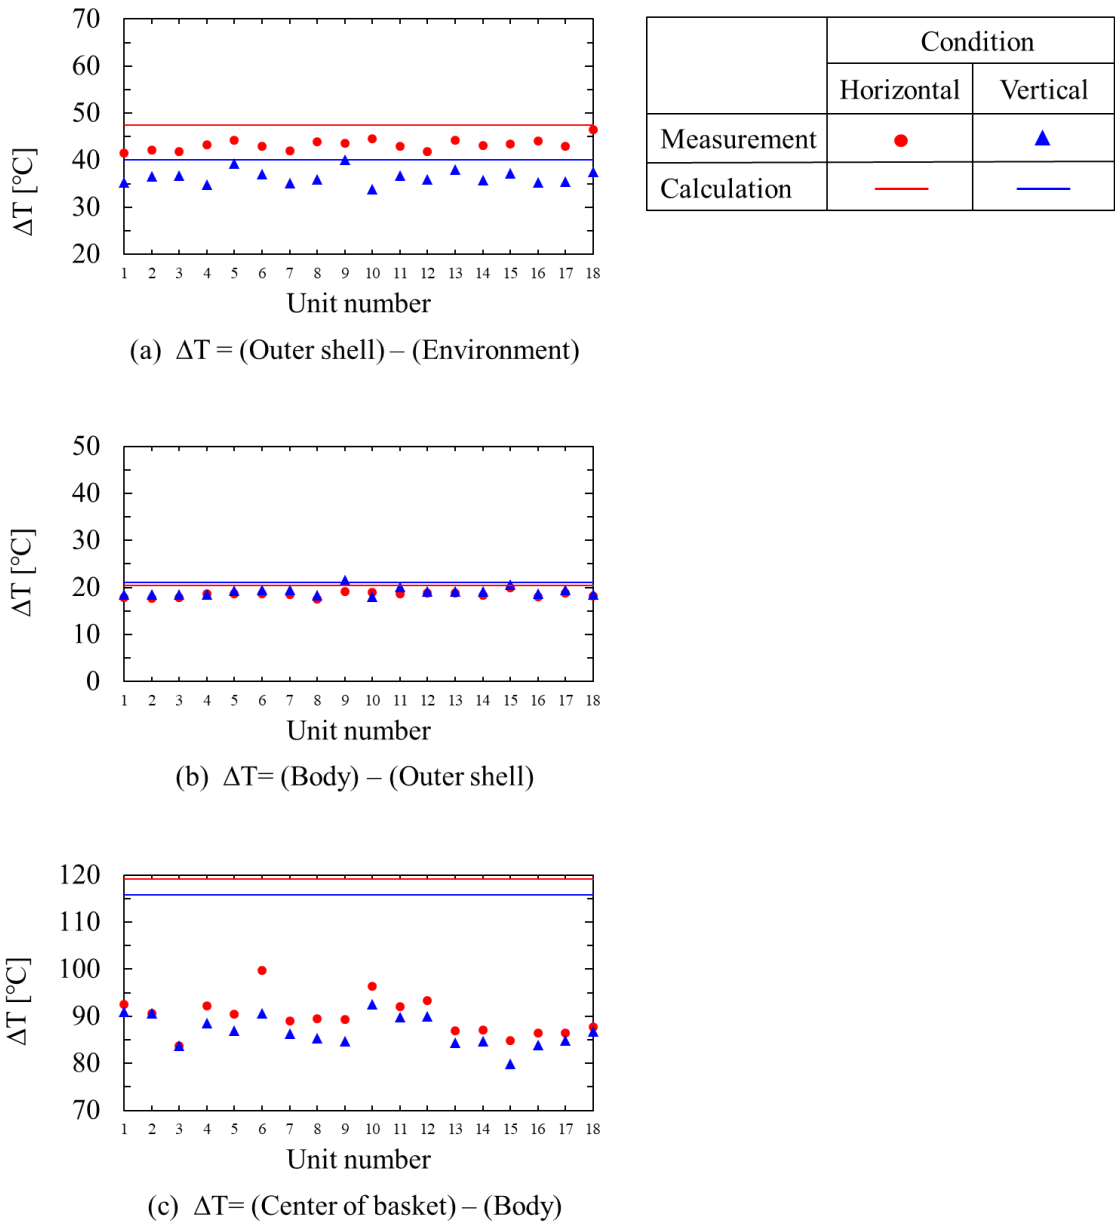 70
60
50
40
30
20
ΔT [°C]
1 2 3 4 5 6 7 8 9 10 11 12 13 14 15 16 17 18
Unit number
(a) ΔT = (Outer shell) – (Environment)
Condition
Horizontal Vertical
Measurement
Calculation
50
40
30
20
10
0
ΔT [°C]
1 2 3 4 5 6 7 8 9 10 11 12 13 14 15 16 17 18
Unit number
(b) ΔT= (Body) – (Outer shell)
120
110
100
90
80
70
ΔT [°C]
1 2 3 4 5 6 7 8 9 10 11 12 13 14 15 16 17 18
Unit number
(c) ΔT= (Center of basket) – (Body)